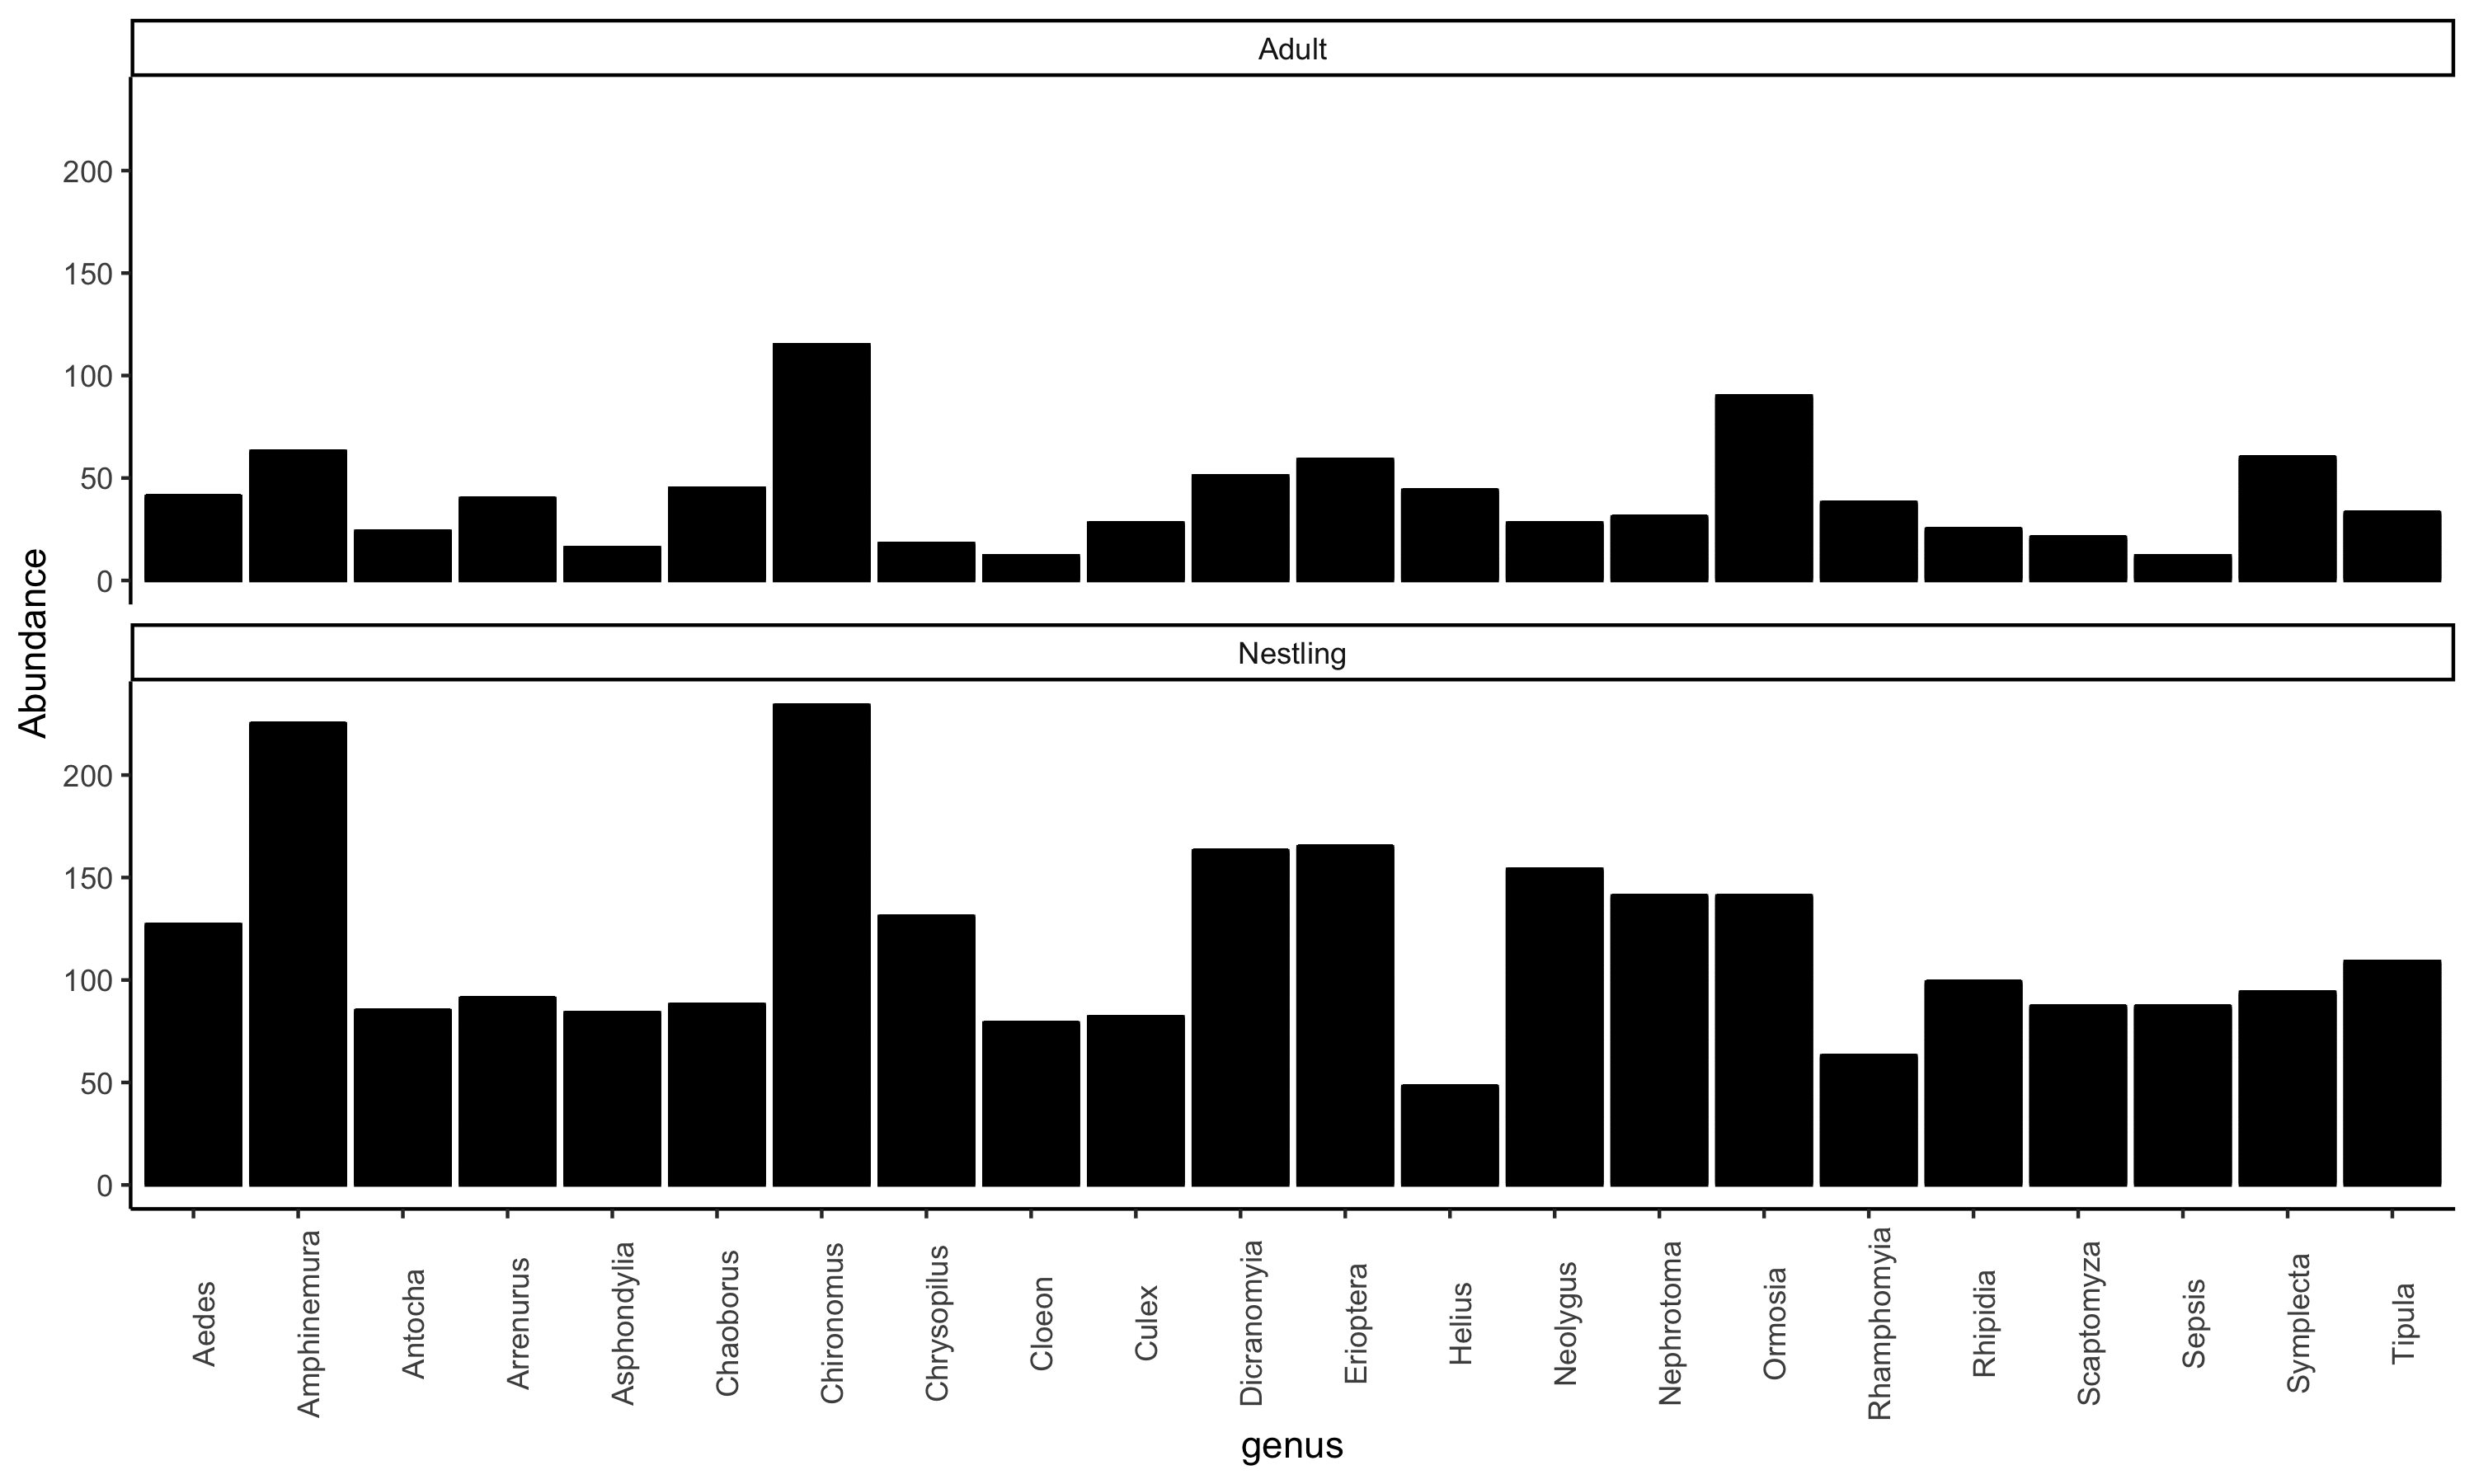 Adult
200
150
100
50
0
Abundance
Nestling
200
150
100
50
0
Aedes
Amphinemura
Antocha
Arrenurus
Asphondylia
Chaoborus
Chironomus
Chrysopilus
Cloeon
Culex
Dicranomyia
Erioptera
Helius
Neolygus
Nephrotoma
Ormosia
Rhamphomyia
Rhipidia
Scaptomyza
Sepsis
Symplecta
Tipula
genus